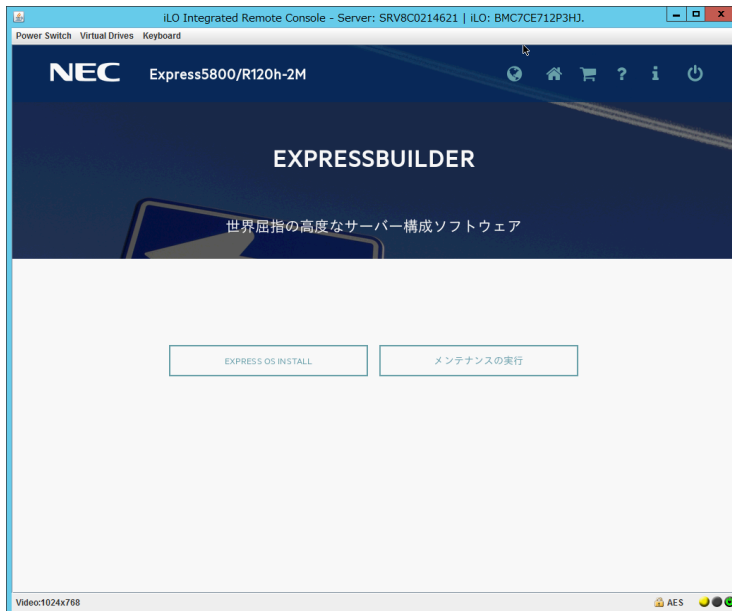 iLO Integrated Remote Console - Server: SRV8C0214621 | iLO: BMC7CE712P3HJ.
Power Switch Virtual Drives Keyboard
NEC Express5800/R120h-2M
EXPRESSBUILDER
世界屈指の高度なサーバー構成ソフトウェア
EXPRESS OS INSTALL メンテナンスの実行
Video:1024x768 AES